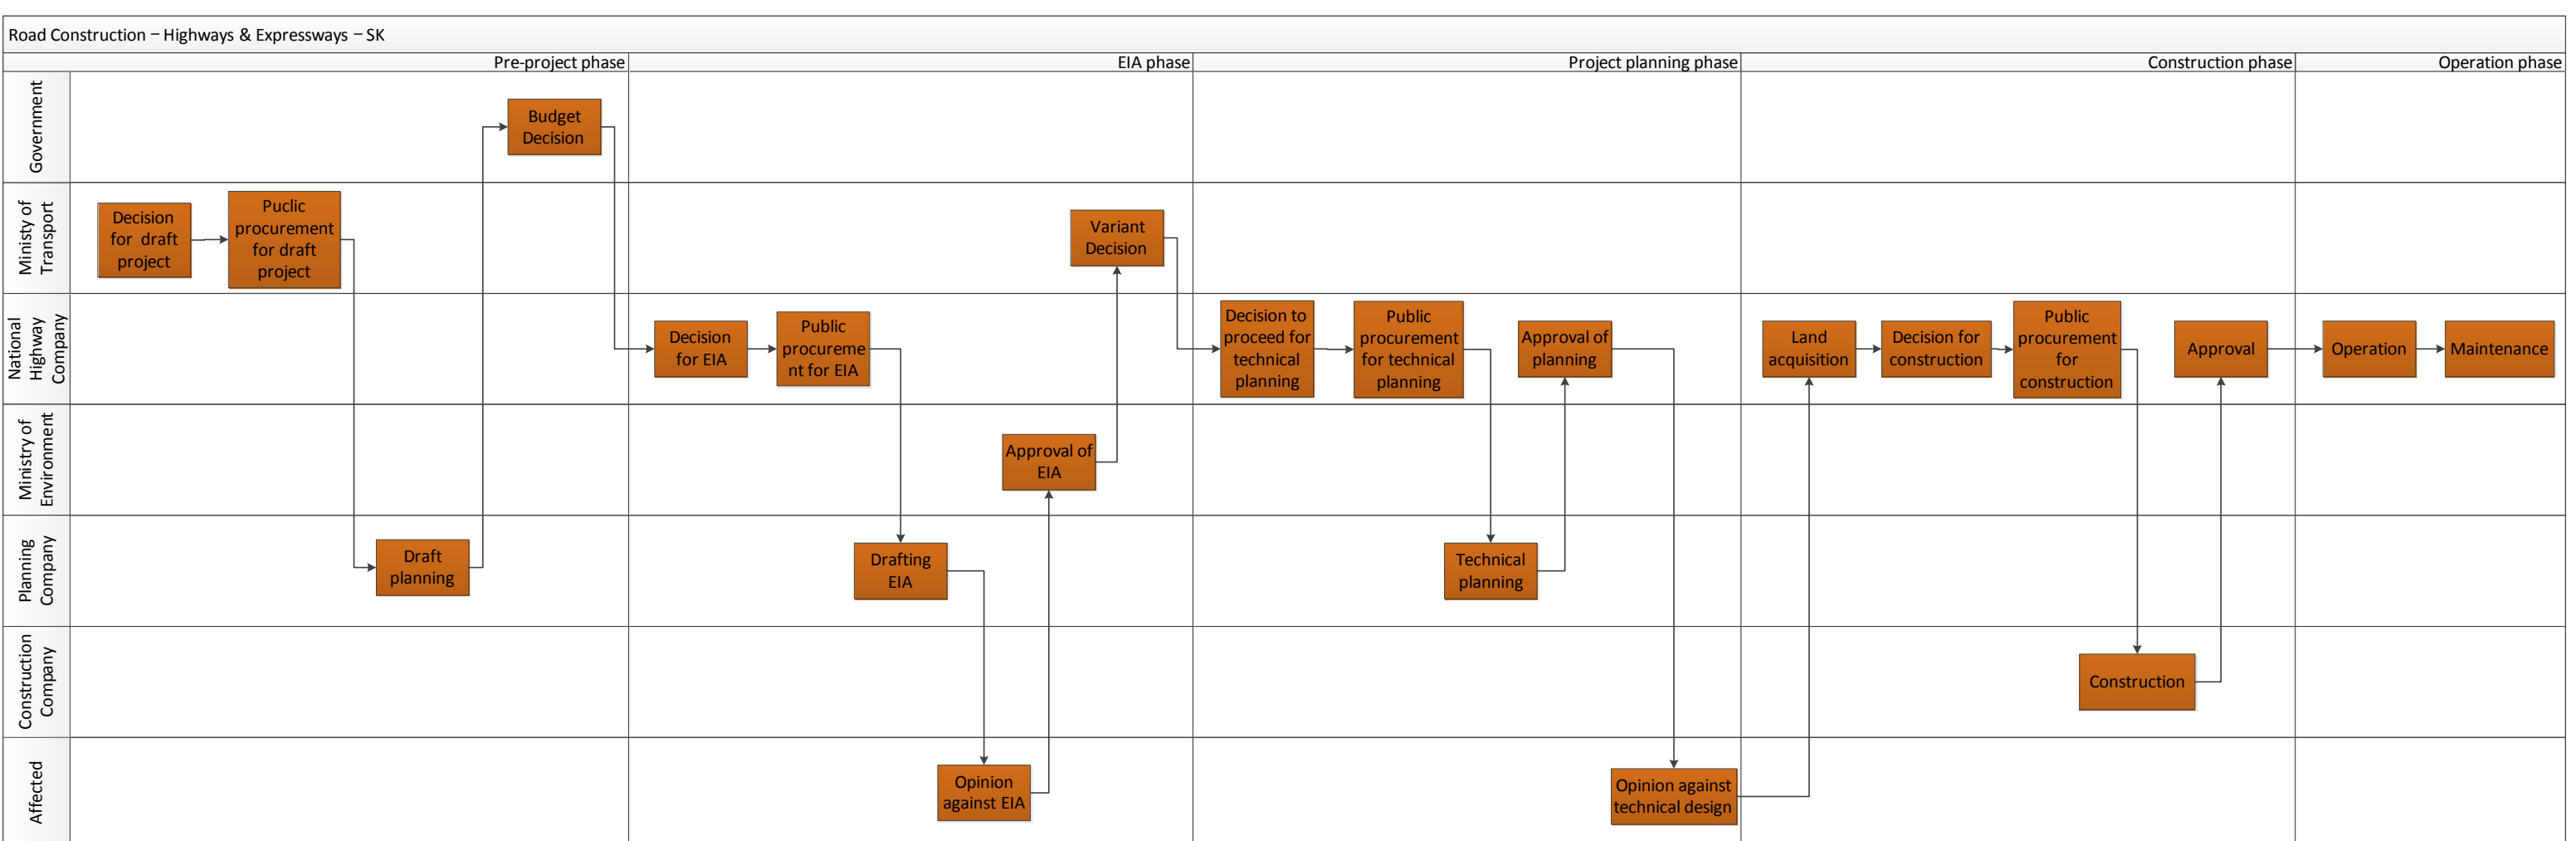 Road Construction – Highways & Expressways – SK
Pre-project phase
EIA phase
Project planning phase
Construction phase
Operation phase
Government
Budget
Decision
Ministy of
Transport
Decision
for draft
project
Puclic
procurement
for draft
project
Variant
Decision
National
Highway
Company
Decision
for EIA
Public
procureme
nt for EIA
Decision to
proceed for
technical
planning
Public
procurement
for technical
planning
Approval of
planning
Land
acquisition
Decision for
construction
Public
procurement
for
construction
Approval
Operation
Maintenance
Ministry of
Environment
Approval of
EIA
Planning
Company
Draft
planning
Drafting
EIA
Technical
planning
Construction
Company
Construction
Affected
Opinion
against EIA
Opinion against
technical design